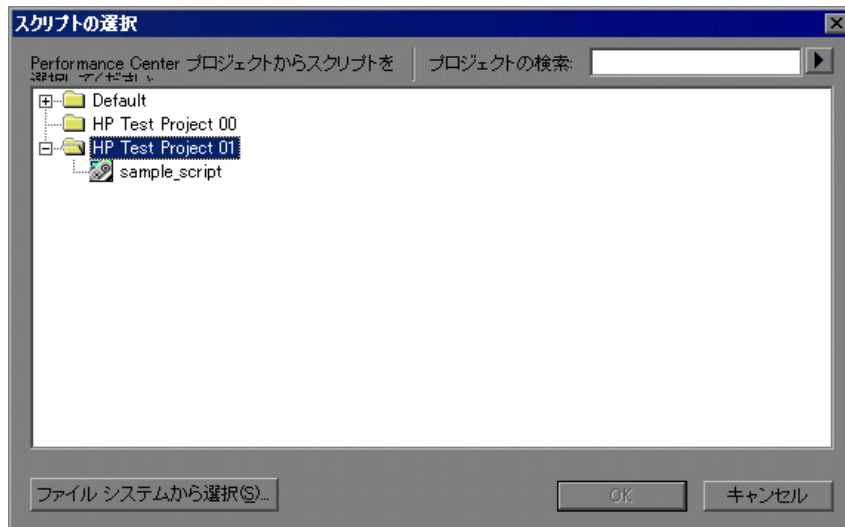 スクリプトの選択
Performance Center プロジェクトからスクリプトを
プロジェクトの検索:
Default
HP Test Project 00
HP Test Project 01
sample_script
ファイル システムから選択(S)...
OK
キャンセル